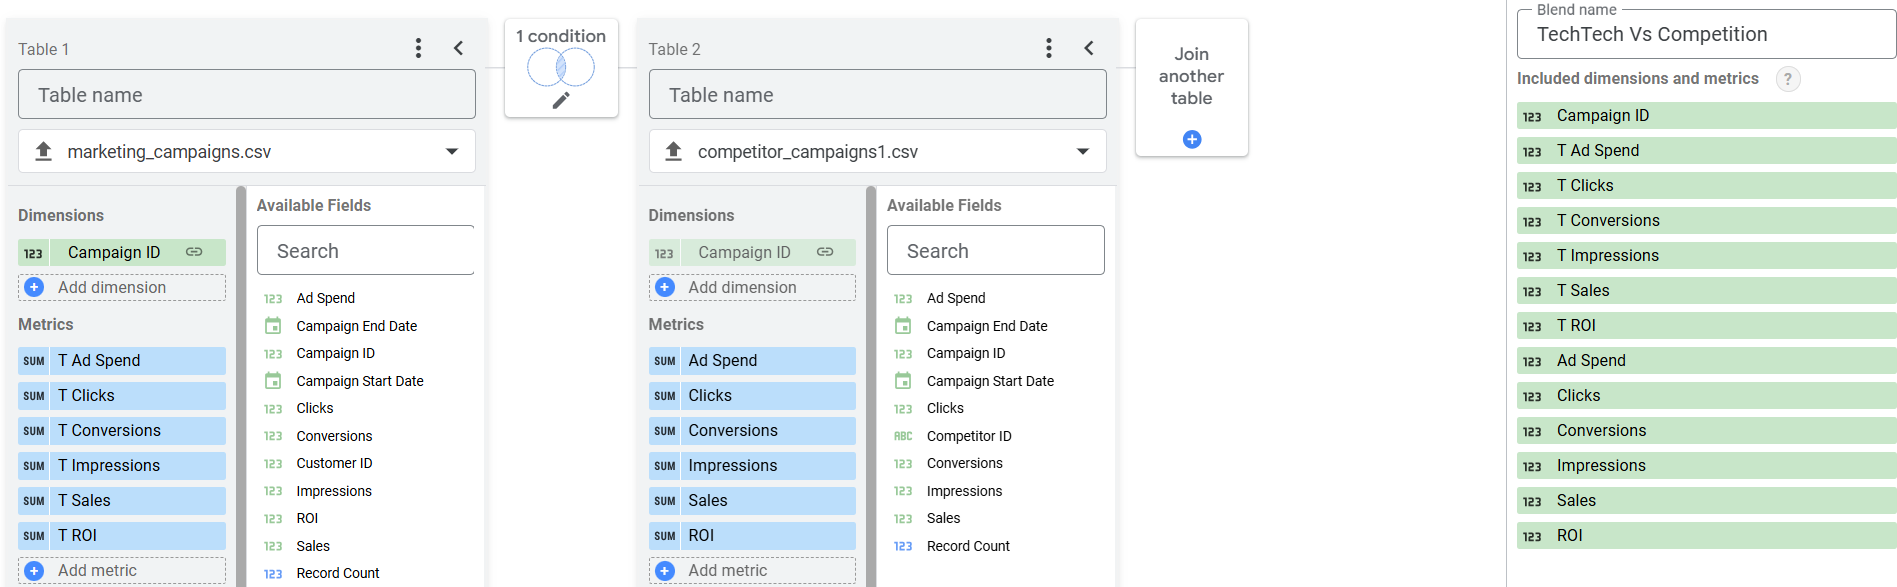 Table 1
Table name
marketing_campaigns.csv
Dimensions
123 Campaign ID
Add dimension
Metrics
SUM T Ad Spend
SUM T Clicks
SUM T Conversions
SUM T Impressions
SUM T Sales
SUM T ROI
Add metric
Available Fields
Search
123 Ad Spend
Campaign End Date
123 Campaign ID
Campaign Start Date
123 Clicks
123 Conversions
123 Customer ID
123 Impressions
123 ROI
123 Sales
123 Record Count
1 condition
Table 2
Table name
competitor_campaigns1.csv
Dimensions
123 Campaign ID
Add dimension
Metrics
SUM Ad Spend
SUM Clicks
SUM Conversions
SUM Impressions
SUM Sales
SUM ROI
Add metric
Available Fields
Search
123 Ad Spend
Campaign End Date
123 Campaign ID
Campaign Start Date
123 Clicks
ABC Competitor ID
123 Conversions
123 Impressions
123 Sales
123 Record Count
Join
another
table
Blend name
TechTech Vs Competition
Included dimensions and metrics ?
123 Campaign ID
123 T Ad Spend
123 T Clicks
123 T Conversions
123 T Impressions
123 T Sales
123 T ROI
123 Ad Spend
123 Clicks
123 Conversions
123 Impressions
123 Sales
123 ROI